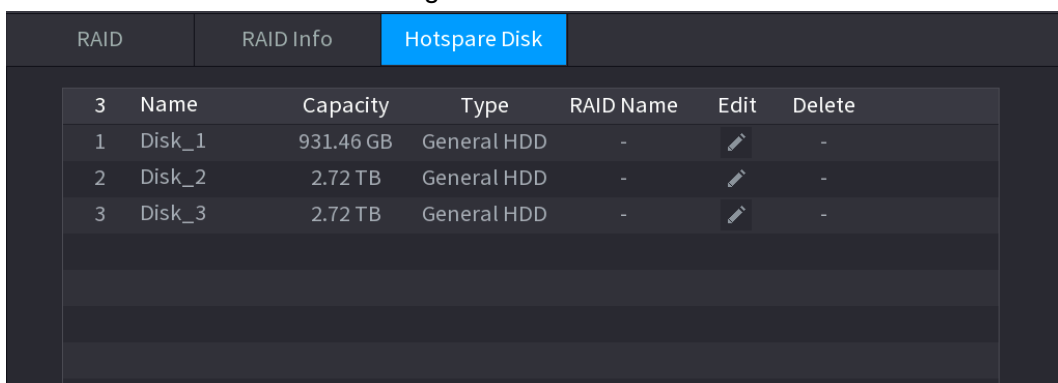 RAID RAID Info Hotspare Disk
3 Name Capacity Type RAID Name Edit Delete
1 Disk_1 931.46 GB General HDD - -
2 Disk_2 2.72 TB General HDD - -
3 Disk_3 2.72 TB General HDD - -